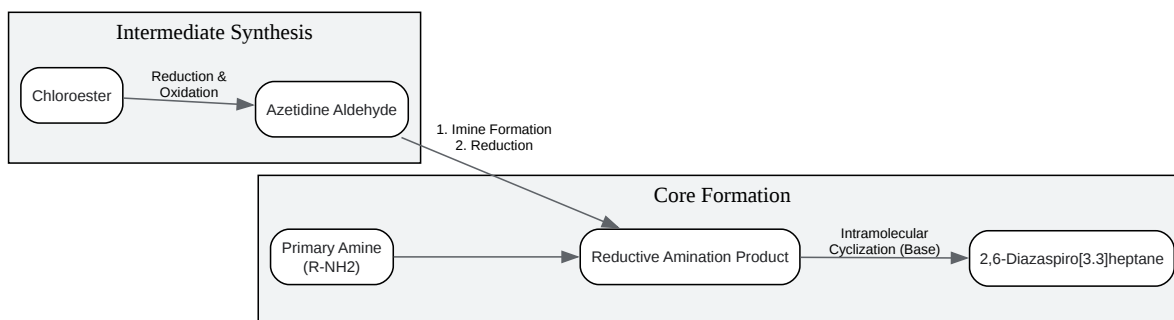 Intermediate Synthesis
Chloroester
Reduction &
Oxidation
Azetidine Aldehyde
1. Imine Formation
2. Reduction
Core Formation
Primary Amine
(R-NH2)
Reductive Amination Product
Intramolecular
Cyclization (Base)
2,6-Diazaspiro[3.3]heptane